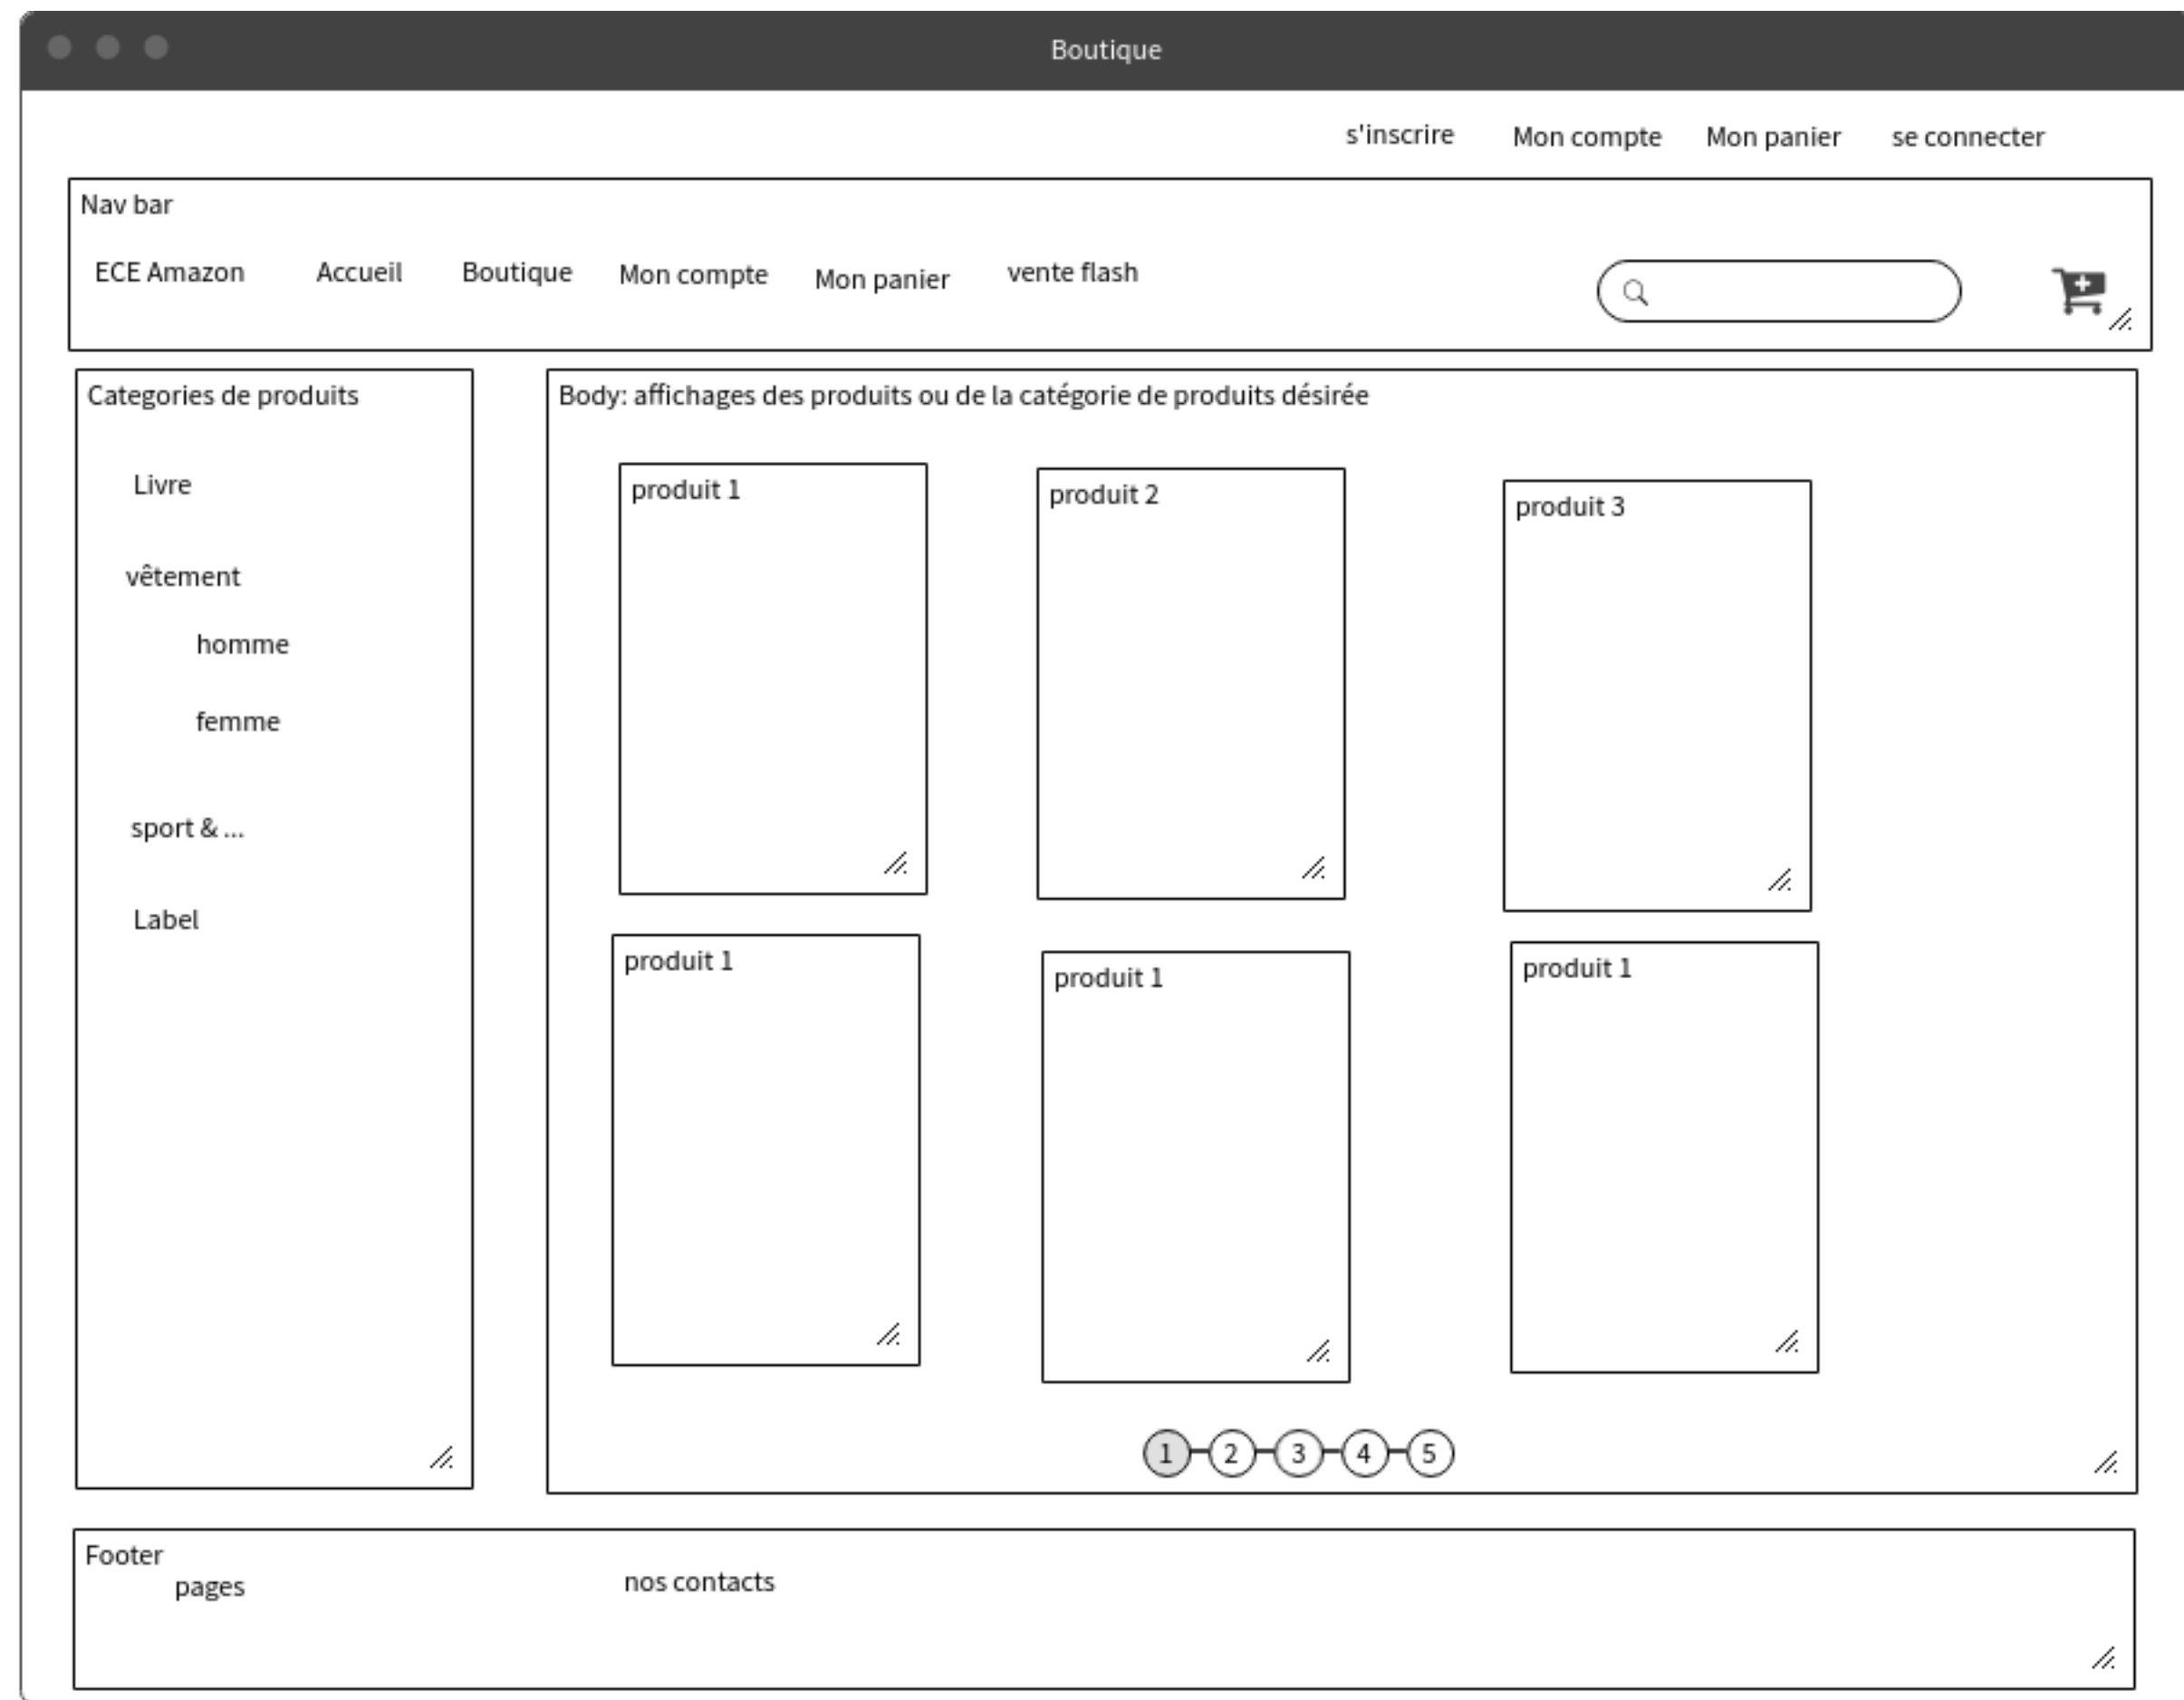 Boutique
s'inscrire Mon compte Mon panier se connecter
Nav bar
ECE Amazon Accueil Boutique Mon compte Mon panier vente flash
Categories de produits
Livre
vêtement
homme
femme
sport & ...
Label
Body: affichages des produits ou de la catégorie de produits désirée
produit 1
produit 2
produit 3
produit 1
produit 1
produit 1
1 2 3 4 5
Footer
pages
nos contacts